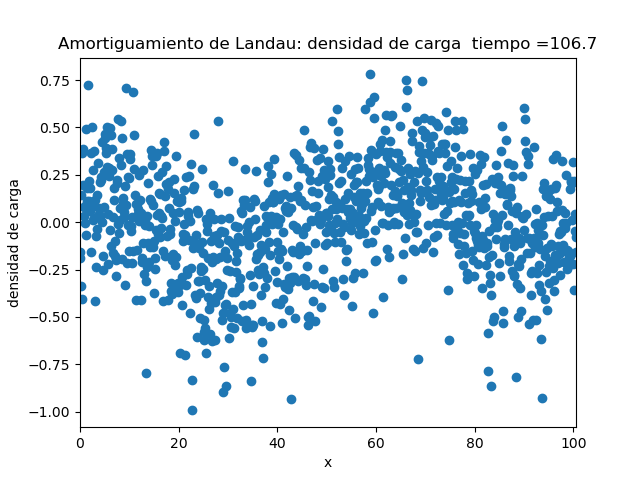 Amortiguamiento de Landau: densidad de carga  tiempo =106.7
0.75
0.50
0.25
0.00
−0.25
−0.50
−0.75
−1.00
densidad de carga
0 20 40 60 80 100
x